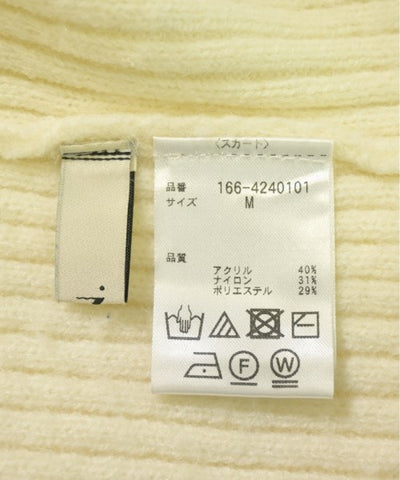 〈スカート〉
品番 166-4240101
サイズ M
品質
アクリル 40%
ナイロン 31%
ポリエステル 29%
F W